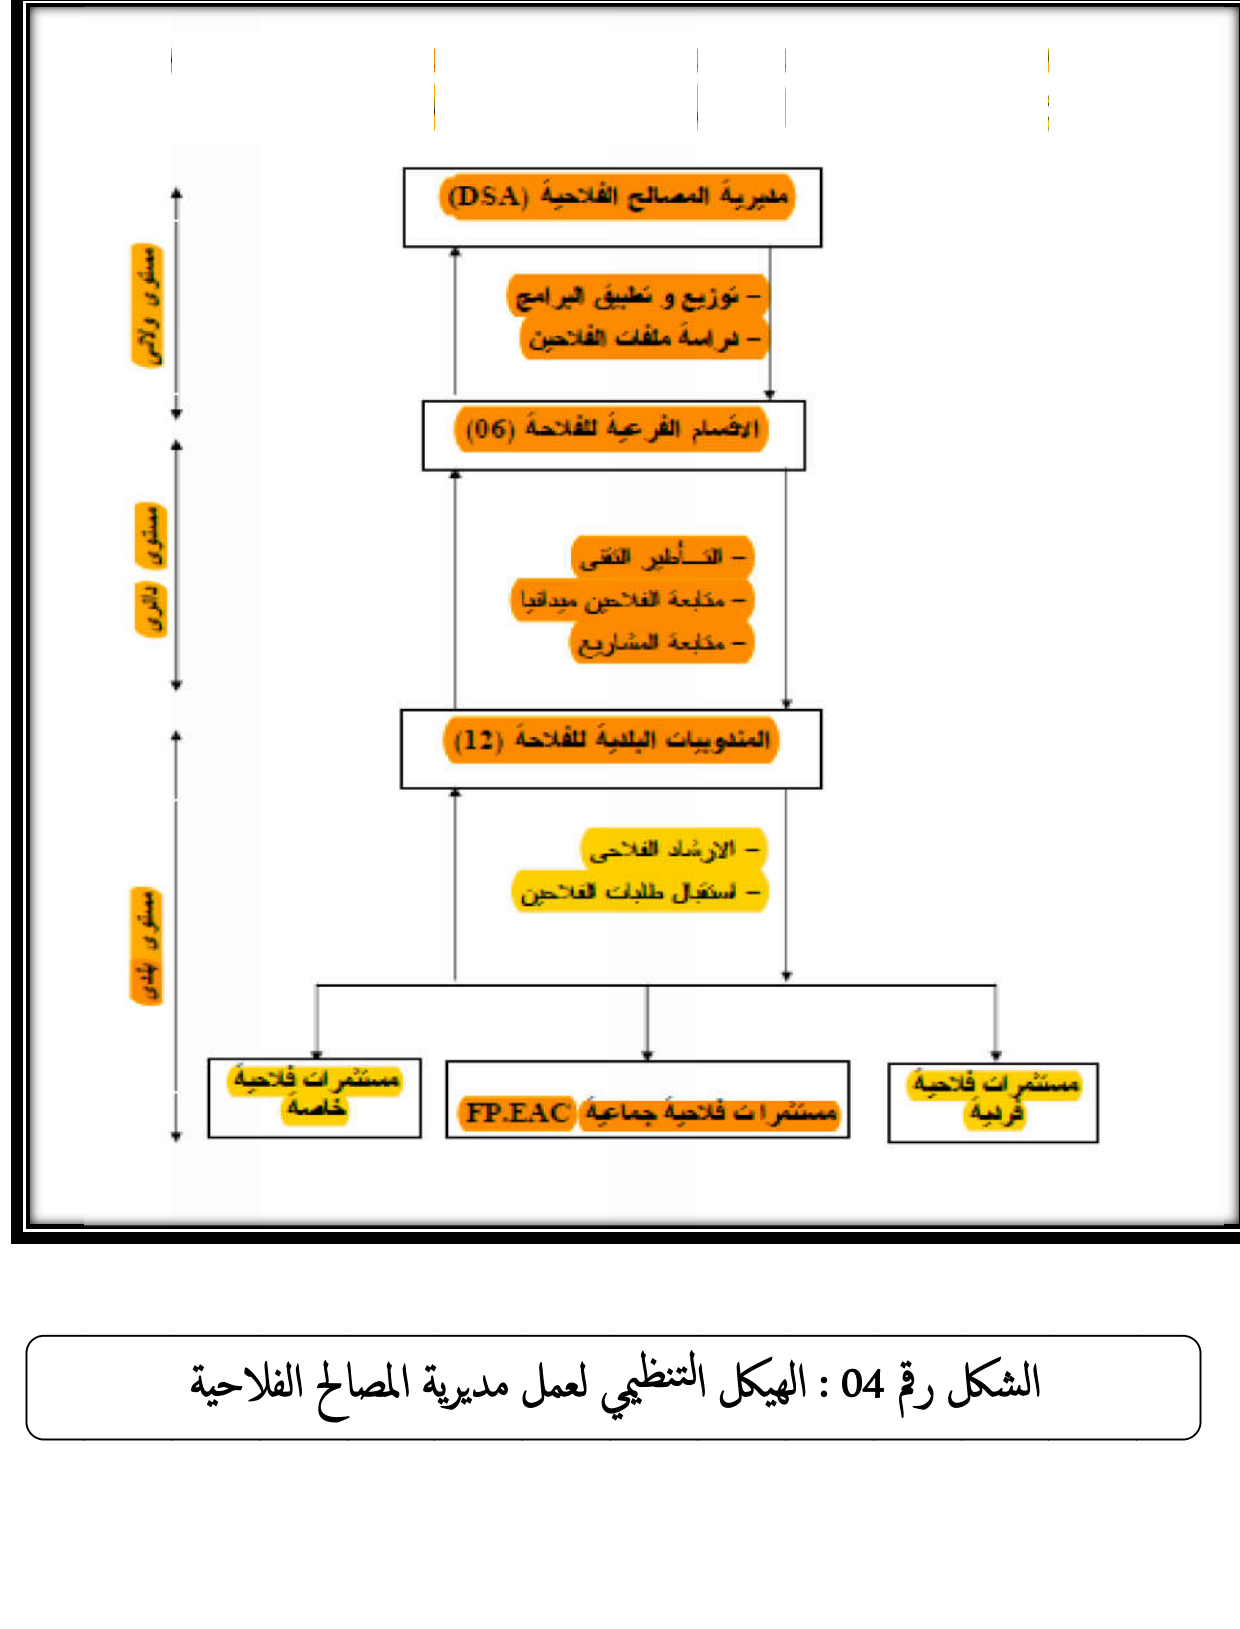 مديرية المصالح الفلاحية (DSA)
– توزيع و تطبيق البرامج
– دراسة ملفات الفلاحين
مستوى ولائي
الاقسام الفرعية للفلاحة (06)
– التــأطير التقني
– متابعة الفلاحين ميدانيا
– متابعة المشاريع
مستوى دائري
المندوبيات البلدية للفلاحة (12)
– الارشاد الفلاحي
– استقبال طلبات الفلاحين
مستوى بلدي
مستثمرات فلاحية
فردية
مستثمرات فلاحية جماعية FP.EAC
مستثمرات فلاحية
خاصة
الشكل رقم 04 : الهيكل التنظيمي لعمل مديرية المصالح الفلاحية